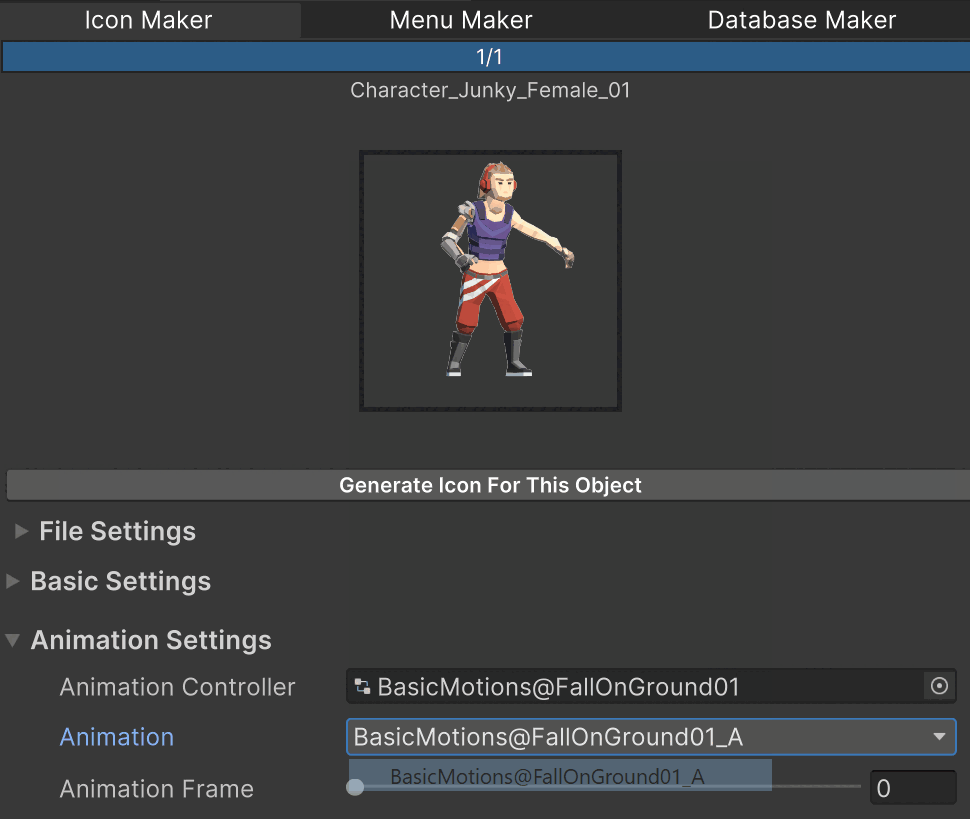 Icon Maker Menu Maker Database Maker
1/1
Character_Junky_Female_01
Generate Icon For This Object
File Settings
Basic Settings
Animation Settings
Animation Controller BasicMotions@FallOnGround01
Animation BasicMotions@FallOnGround01_A
BasicMotions@FallOnGround01_A
Animation Frame 0